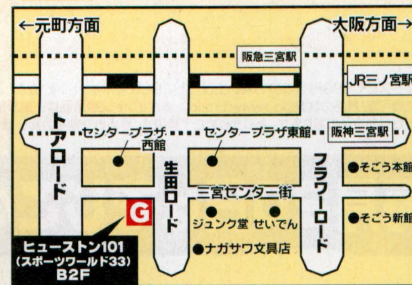 ←元町方面
大阪方面→
阪急三宮駅
JR三ノ宮駅
トアロード
センタープラザ西館
生田ロード
センタープラザ東館
フラワーロード
阪神三宮駅
●そごう本館
三宮センター街
G
ジュンク堂
せいでん
●そごう新館
●ナガサワ文具店
ヒューストン101
(スポーツワールド33)
B2F